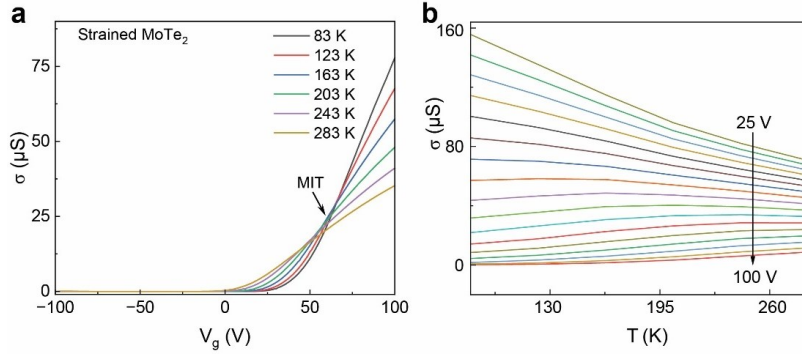 a
Strained MoTe₂
83 K
123 K
163 K
203 K
243 K
283 K
MIT
σ (μS)
75
50
25
0
−100
−50
0
50
100
V_g (V)
b
σ (μS)
160
80
0
25 V
100 V
130
195
260
T (K)